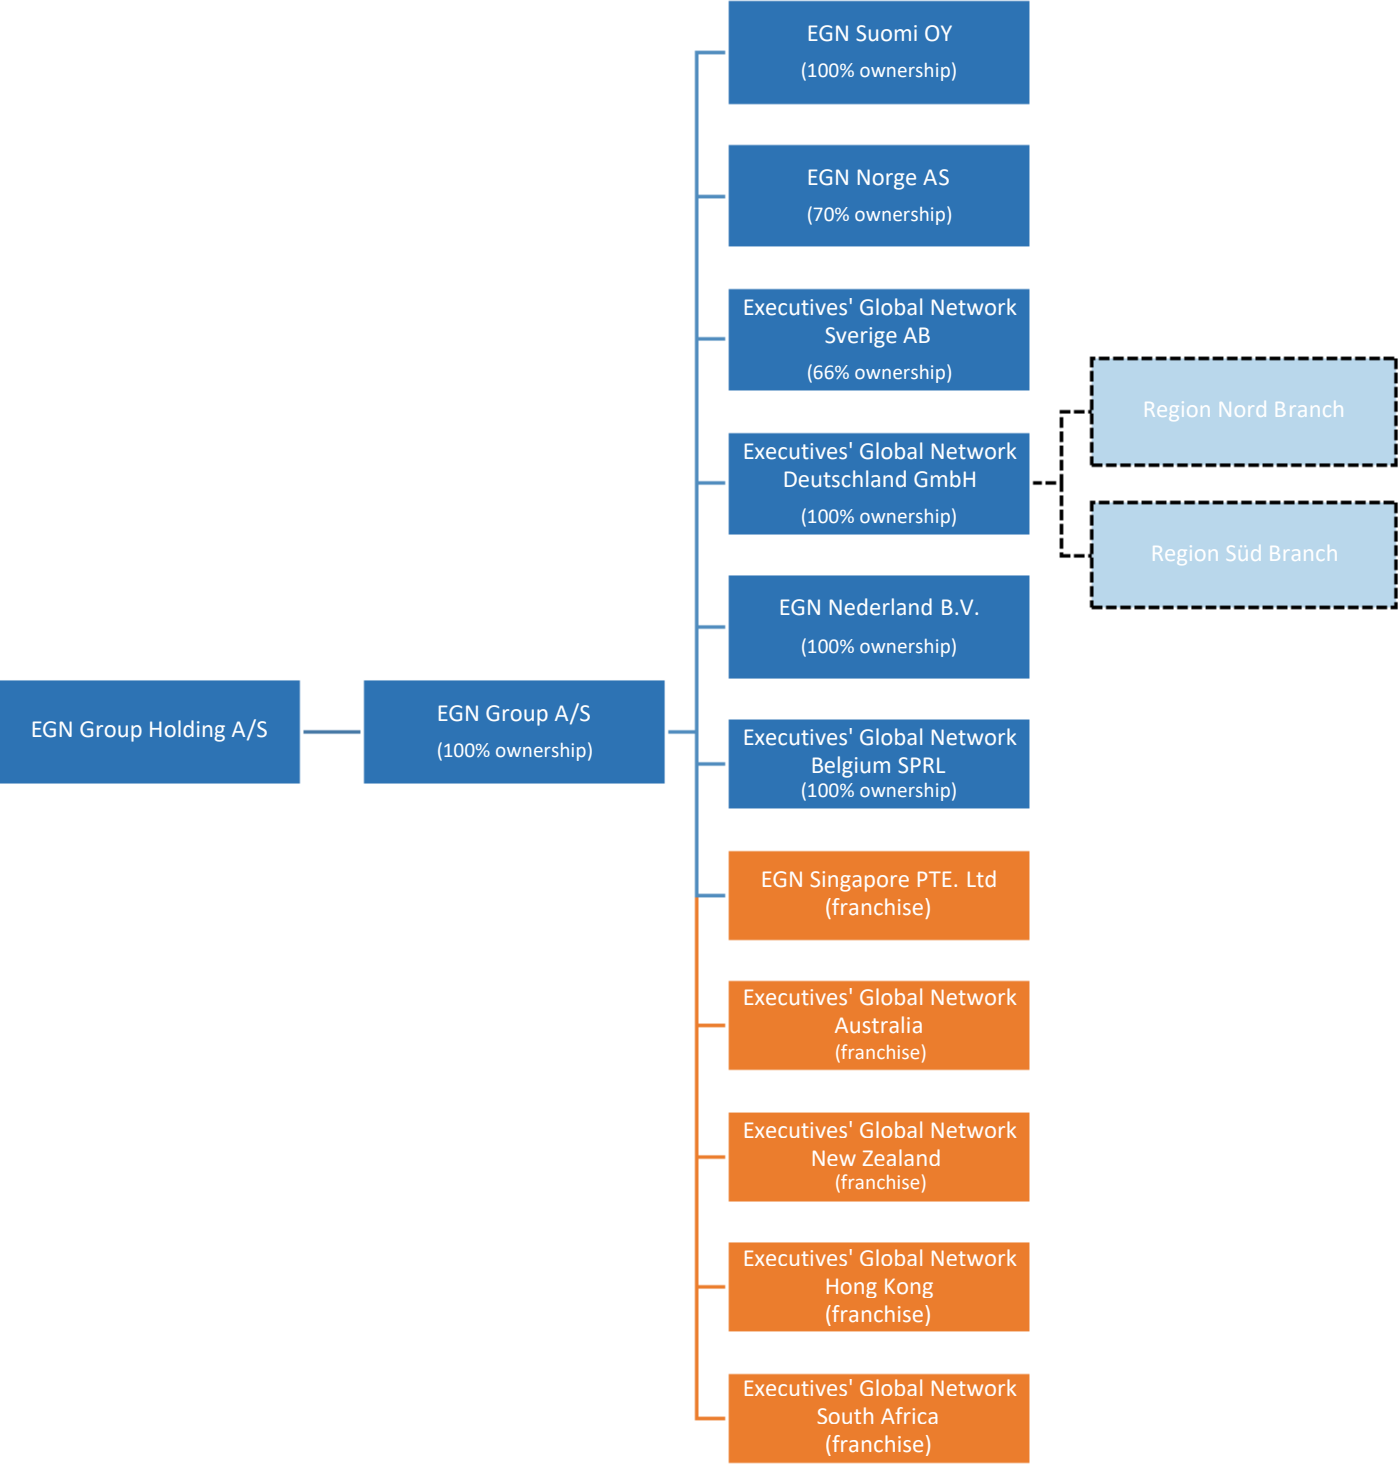 EGN Suomi OY
(100% ownership)
EGN Norge AS
(70% ownership)
Executives' Global Network
Sverige AB
(66% ownership)
Region Nord Branch
Executives' Global Network
Deutschland GmbH
(100% ownership)
Region Süd Branch
EGN Nederland B.V.
(100% ownership)
EGN Group Holding A/S
EGN Group A/S
(100% ownership)
Executives' Global Network
Belgium SPRL
(100% ownership)
EGN Singapore PTE. Ltd
(franchise)
Executives' Global Network
Australia
(franchise)
Executives' Global Network
New Zealand
(franchise)
Executives' Global Network
Hong Kong
(franchise)
Executives' Global Network
South Africa
(franchise)